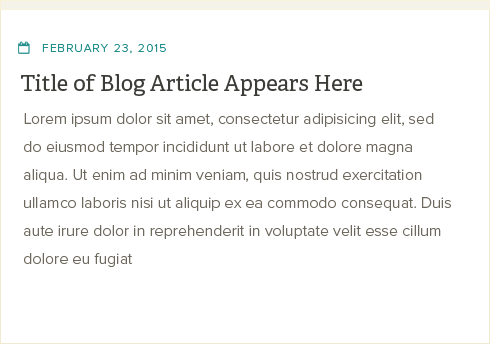 FEBRUARY 23, 2015
Title of Blog Article Appears Here
Lorem ipsum dolor sit amet, consectetur adipisicing elit, sed
do eiusmod tempor incididunt ut labore et dolore magna
aliqua. Ut enim ad minim veniam, quis nostrud exercitation
ullamco laboris nisi ut aliquip ex ea commodo consequat. Duis
aute irure dolor in reprehenderit in voluptate velit esse cillum
dolore eu fugiat